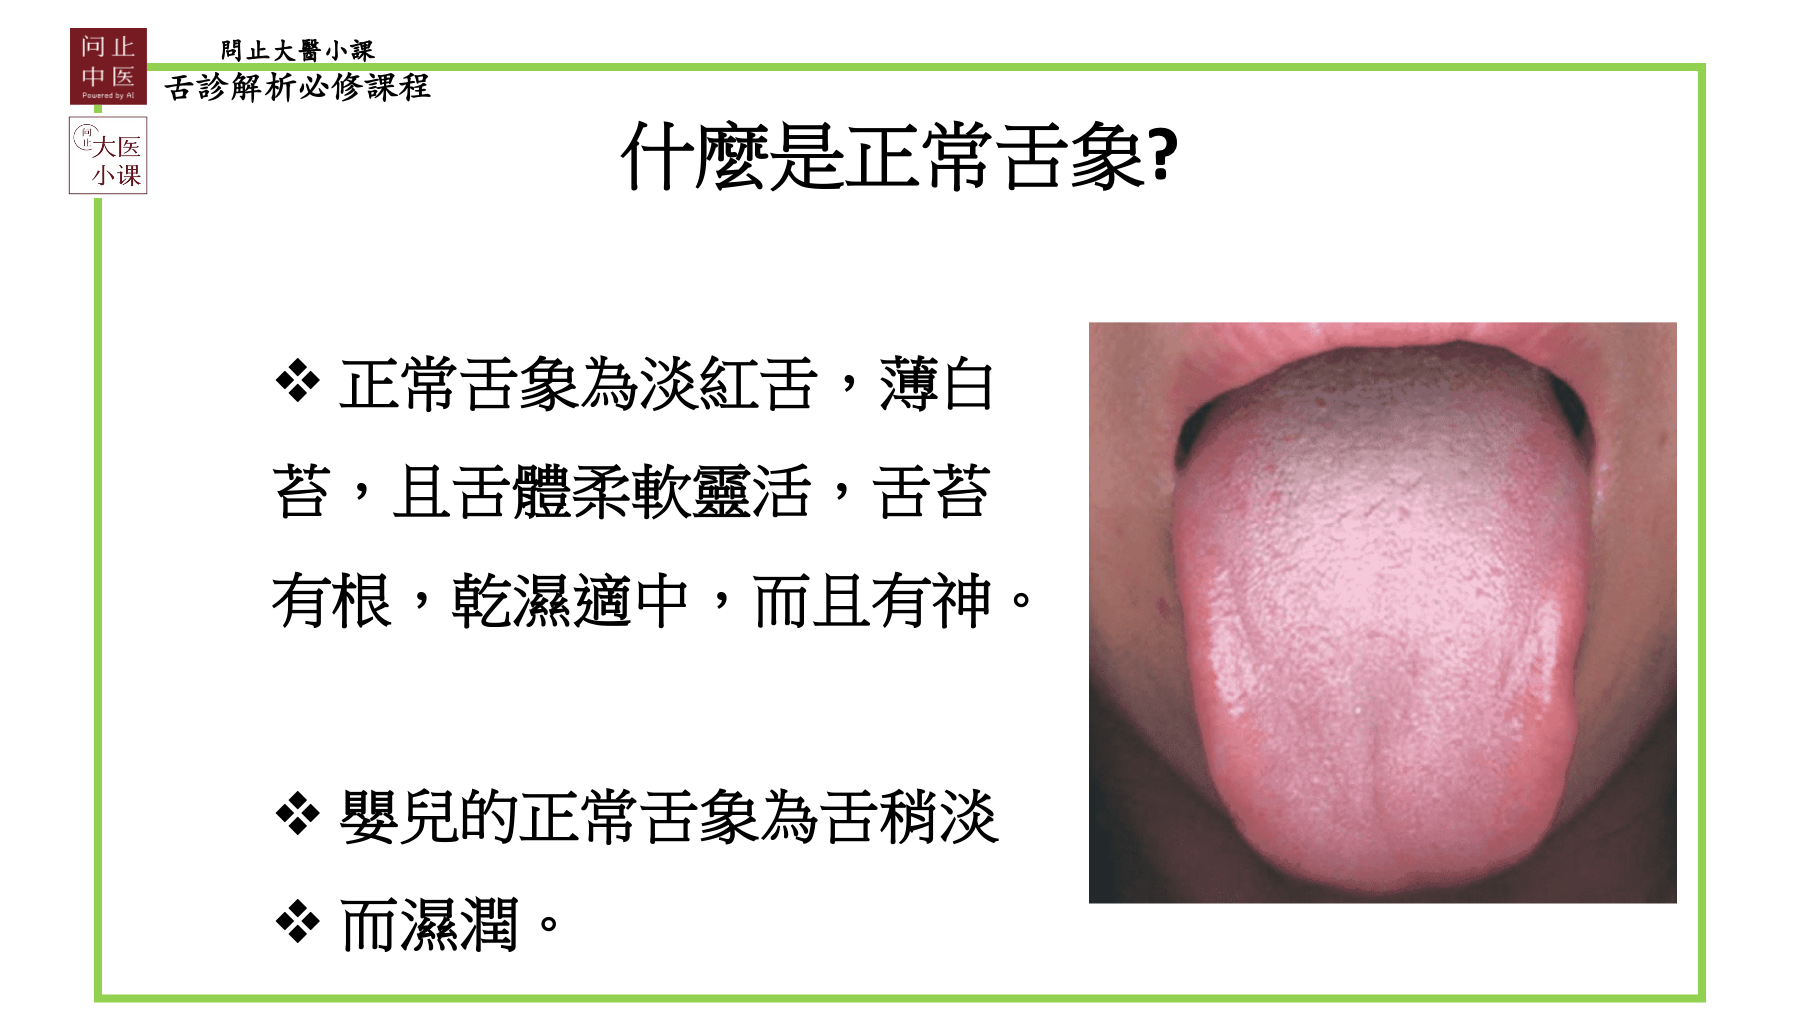 问止
中医
Powered by AI
問止大醫小課
舌診解析必修課程
问止
大医
小课
什麼是正常舌象?
❖ 正常舌象為淡紅舌，薄白
苔，且舌體柔軟靈活，舌苔
有根，乾濕適中，而且有神。
❖ 嬰兒的正常舌象為舌稍淡
❖ 而濕潤。